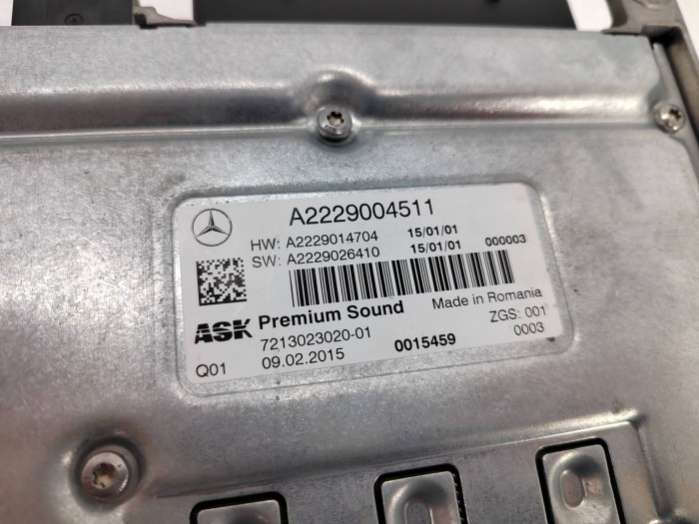 A2229004511
HW: A2229014704 15/01/01
SW: A2229026410 15/01/01 000003
ASK Premium Sound Made in Romania
7213023020-01 ZGS: 001
Q01 09.02.2015 0015459 0003